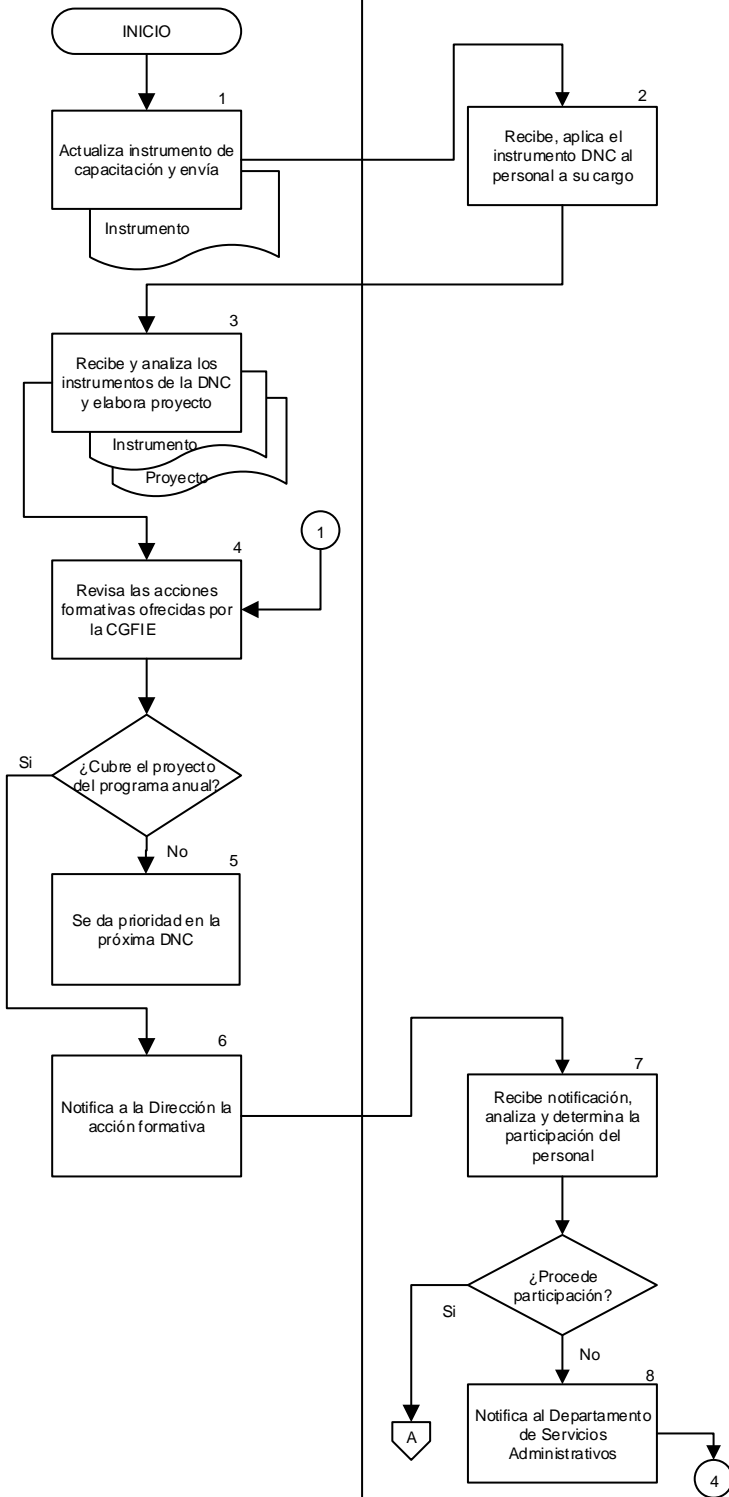 INICIO
1
Actualiza instrumento de
capacitación y envía
Instrumento
2
Recibe, aplica el
instrumento DNC al
personal a su cargo
3
Recibe y analiza los
instrumentos de la DNC
y elabora proyecto
Instrumento
Proyecto
1
4
Revisa las acciones
formativas ofrecidas por
la CGFIE
¿Cubre el proyecto
del programa anual?
Si
No
5
Se da prioridad en la
próxima DNC
6
Notifica a la Dirección la
acción formativa
7
Recibe notificación,
analiza y determina la
participación del
personal
¿Procede
participación?
Si
No
A
8
Notifica al Departamento
de Servicios
Administrativos
4